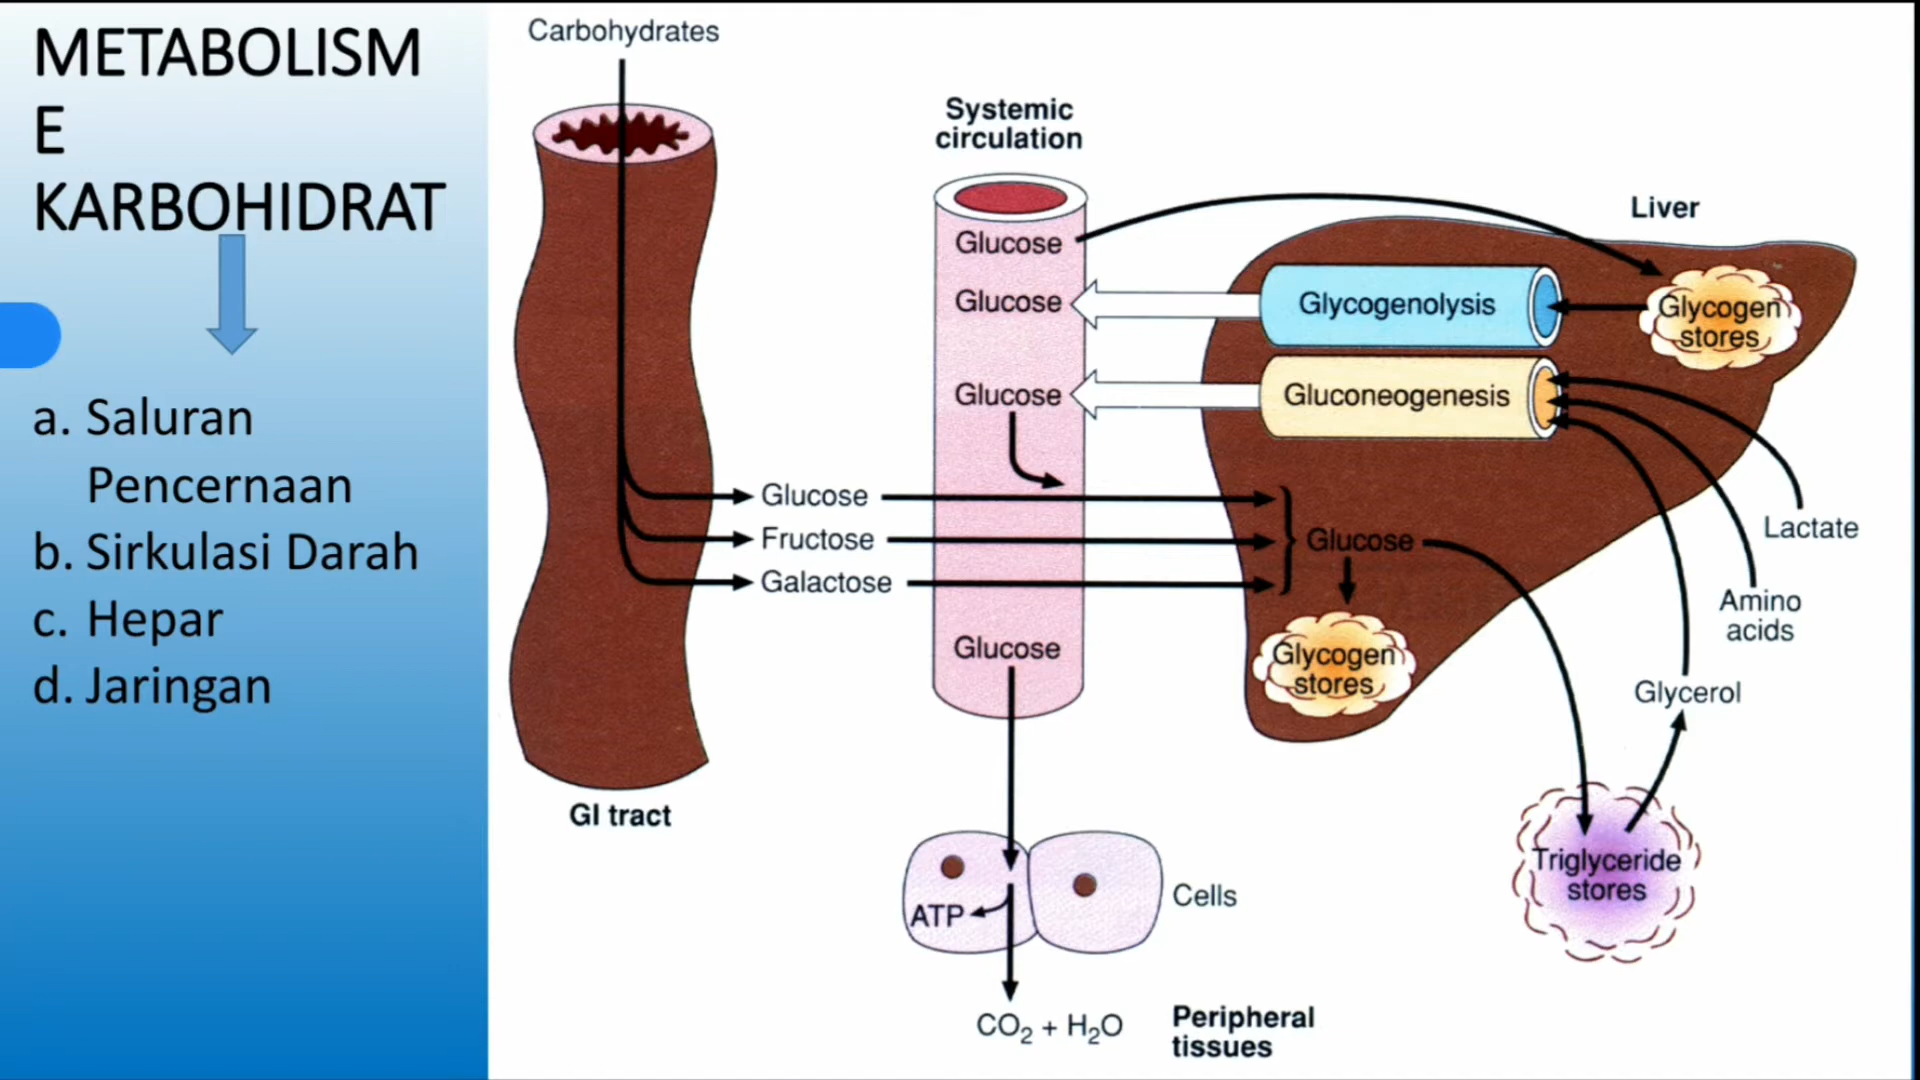 METABOLISM
E
KARBOHIDRAT
a. Saluran
Pencernaan
b. Sirkulasi Darah
c. Hepar
d. Jaringan
Carbohydrates
GI tract
Systemic
circulation
Glucose
Glucose
Glucose
Glucose
Fructose
Galactose
Glucose
Liver
Glycogenolysis
Glycogen
stores
Gluconeogenesis
Glucose
Glycogen
stores
Lactate
Amino
acids
Glycerol
Triglyceride
stores
ATP
Cells
CO₂ + H₂O
Peripheral
tissues